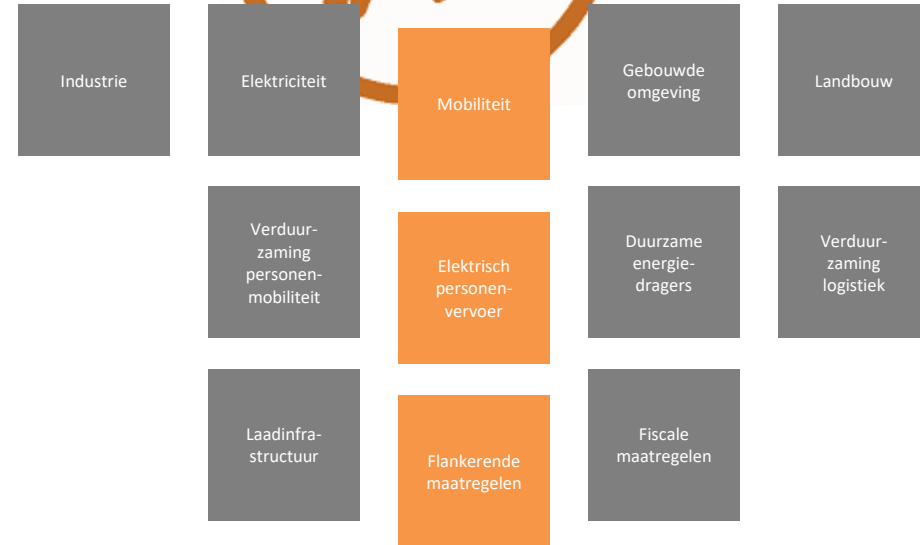 Industrie
Elektriciteit
Mobiliteit
Gebouwde
omgeving
Landbouw
Verduur-
zaming
personen-
mobiliteit
Elektrisch
personen-
vervoer
Duurzame
energie-
dragers
Verduur-
zaming
logistiek
Laadinfra-
structuur
Flankerende
maatregelen
Fiscale
maatregelen